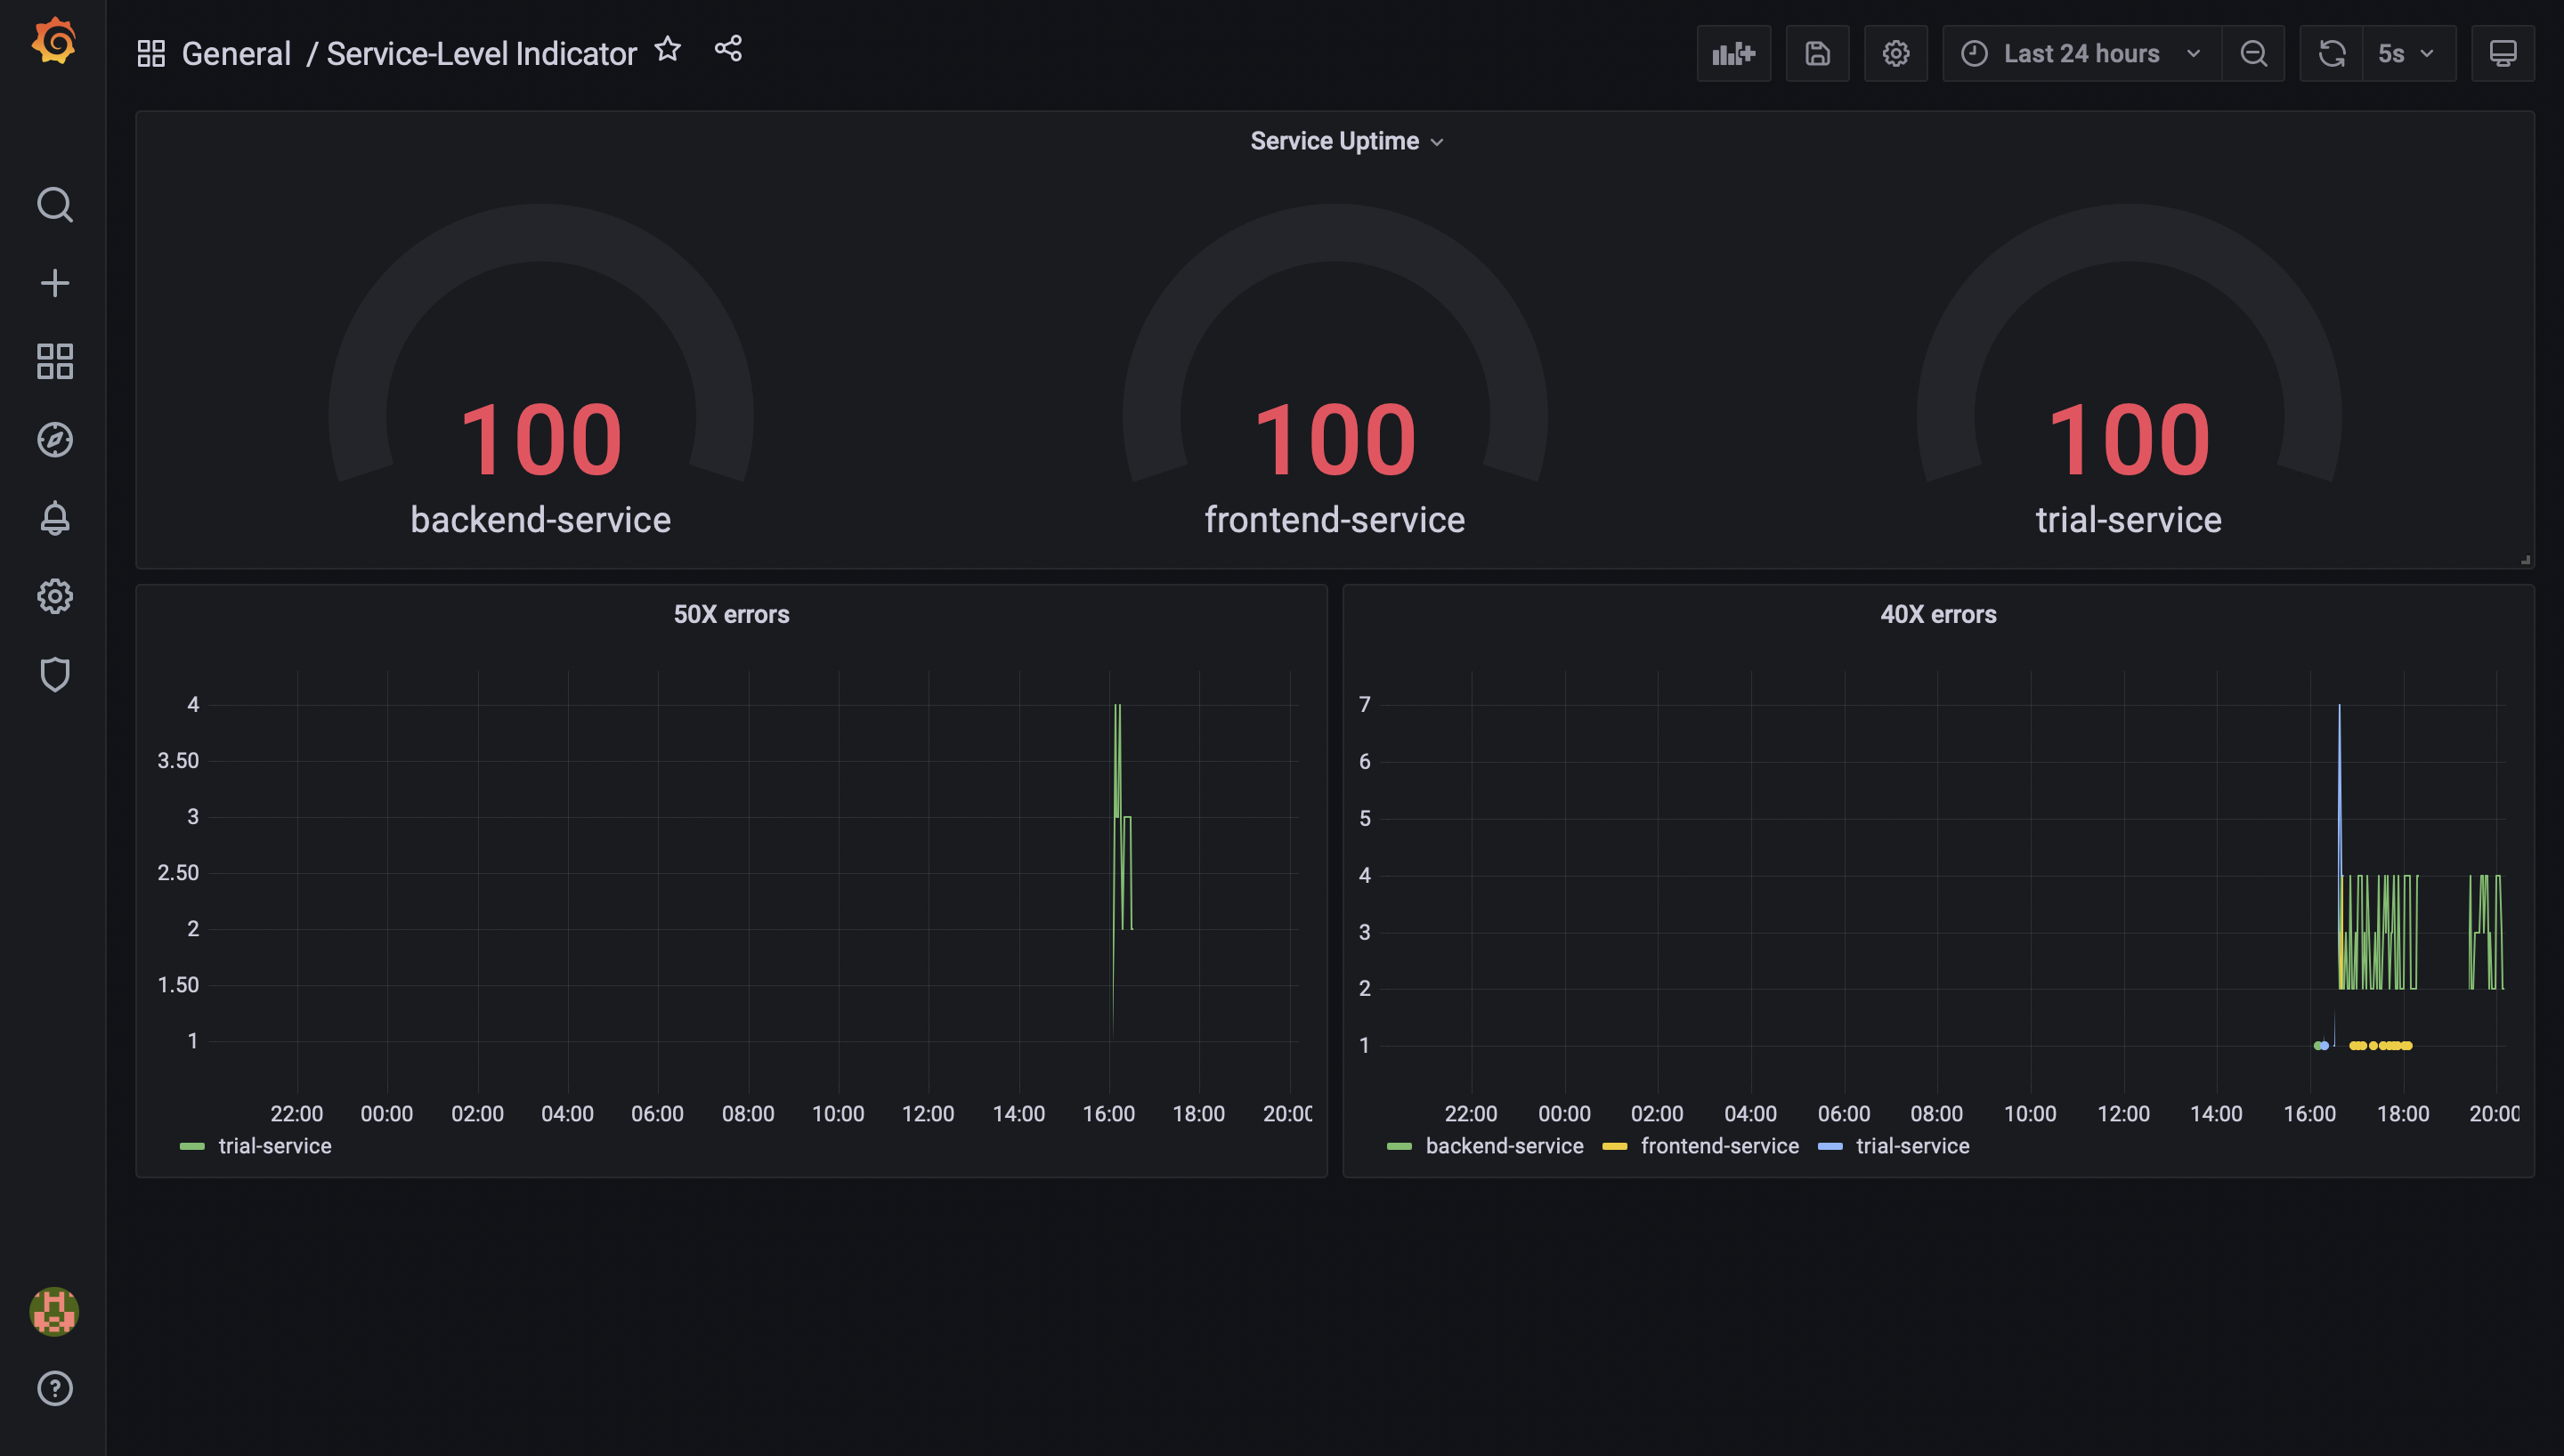 General / Service-Level Indicator
Last 24 hours
5s
Service Uptime
100
backend-service
100
frontend-service
100
trial-service
50X errors
4
3.50
3
2.50
2
1.50
1
22:00 00:00 02:00 04:00 06:00 08:00 10:00 12:00 14:00 16:00 18:00 20:00
trial-service
40X errors
7
6
5
4
3
2
1
22:00 00:00 02:00 04:00 06:00 08:00 10:00 12:00 14:00 16:00 18:00 20:00
backend-service frontend-service trial-service